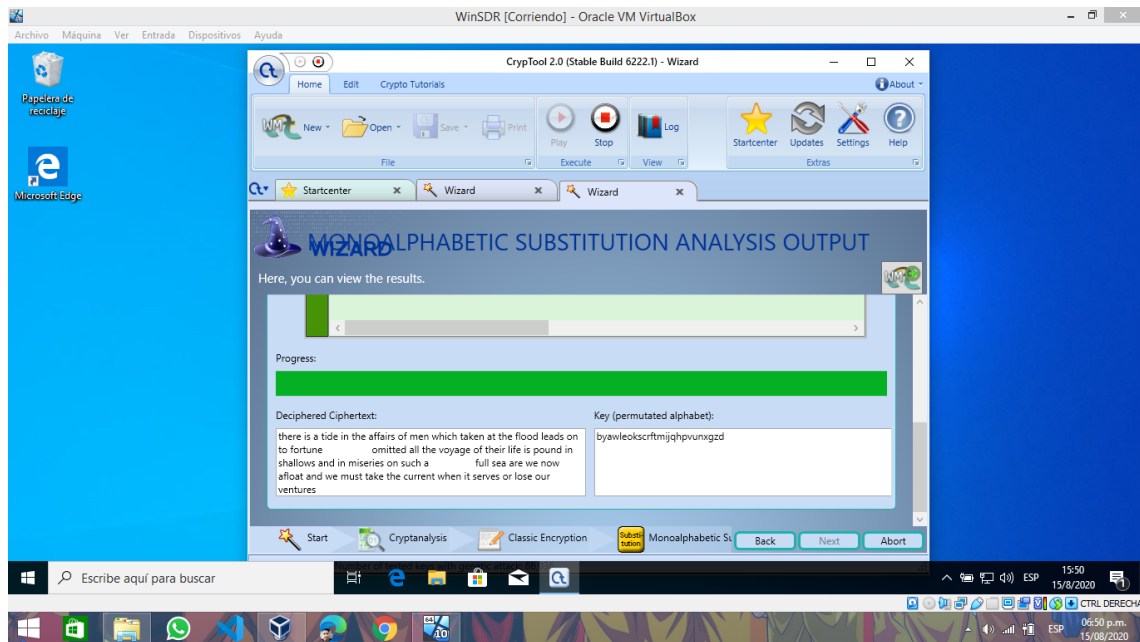 WinSDR [Corriendo] - Oracle VM VirtualBox
Archivo Máquina Ver Entrada Dispositivos Ayuda
Papelera de reciclaje
Microsoft Edge
CrypTool 2.0 (Stable Build 6222.1) - Wizard
Home Edit Crypto Tutorials About
New Open Save Print Play Stop Log Startcenter Updates Settings Help
File Execute View Extras
Startcenter Wizard Wizard
WIZARD
MONOALPHABETIC SUBSTITUTION ANALYSIS OUTPUT
Here, you can view the results.
Progress:
Deciphered Ciphertext:
there is a tide in the affairs of men which taken at the flood leads on
to fortune omitted all the voyage of their life is pound in
shallows and in miseries on such a full sea are we now
afloat and we must take the current when it serves or lose our
ventures
Key (permutated alphabet):
byawleokscrftmijqhpvunxgzd
Start Cryptanalysis Classic Encryption Substi-tution Monoalphabetic Su Back Next Abort
Escribe aquí para buscar
ESP 15:50
15/8/2020
1
CTRL DERECHA
64 10
ESP 06:50 p.m.
15/08/2020